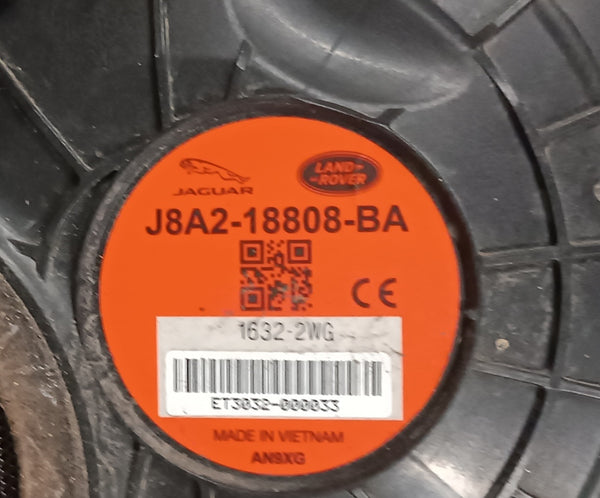 JAGUAR
LAND ROVER
J8A2-18808-BA
CE
1632-2WG
ET3032-000033
MADE IN VIETNAM
AN9XG